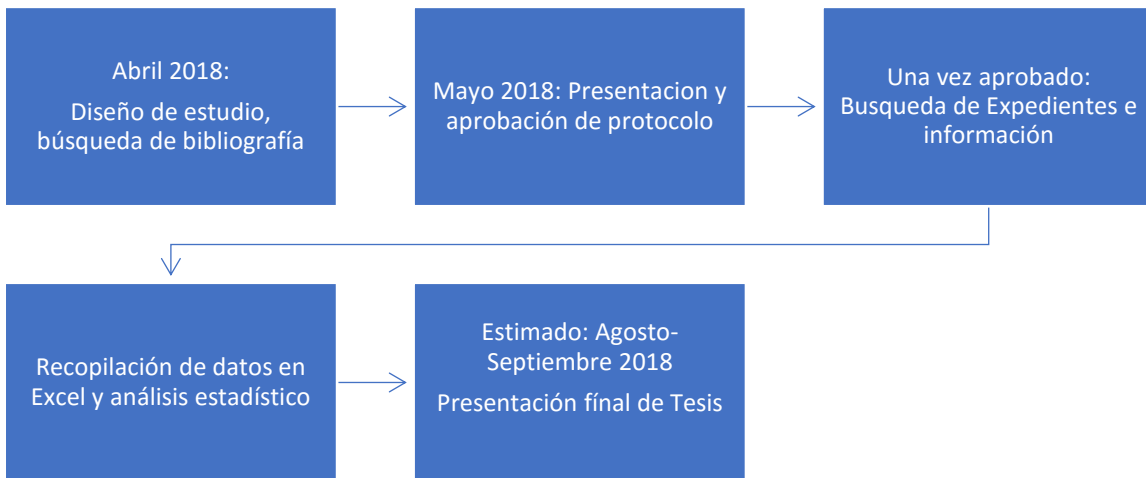 Abril 2018:
Diseño de estudio,
búsqueda de bibliografía
Mayo 2018: Presentacion y
aprobación de protocolo
Una vez aprobado:
Busqueda de Expedientes e
información
Recopilación de datos en
Excel y análisis estadístico
Estimado: Agosto-
Septiembre 2018
Presentación fínal de Tesis